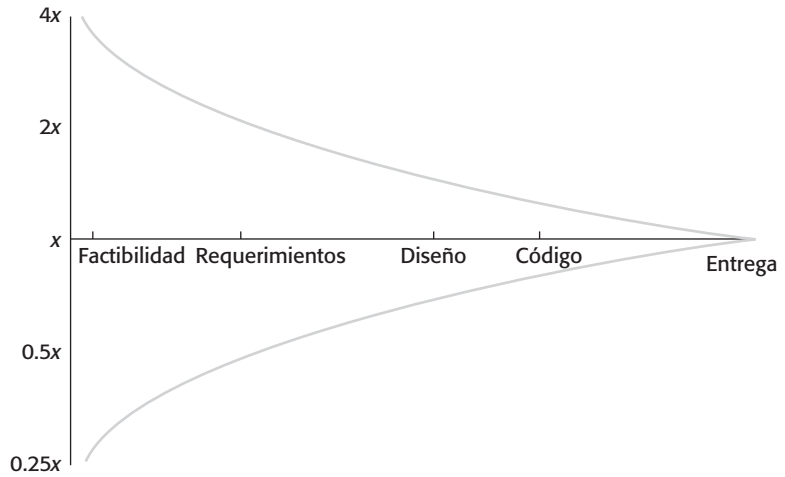 4x
2x
x
Factibilidad Requerimientos Diseño Código Entrega
0.5x
0.25x